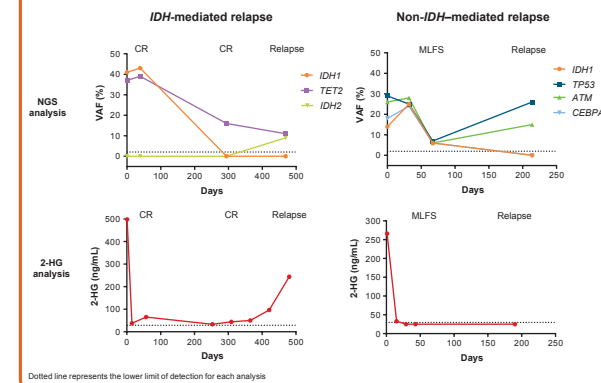 IDH-mediated relapse
Non-IDH–mediated relapse
NGS analysis
CR CR Relapse
VAF (%)
50
40
30
20
10
0
0 100 200 300 400 500
Days
IDH1
TET2
IDH2
MLFS Relapse
VAF (%)
50
40
30
20
10
0
0 50 100 150 200 250
Days
IDH1
TP53
ATM
CEBPA
2-HG analysis
CR CR Relapse
2-HG (ng/mL)
500
400
300
200
100
0
0 100 200 300 400 500
Days
MLFS Relapse
2-HG (ng/mL)
300
250
200
150
100
50
0
0 50 100 150 200 250
Days
Dotted line represents the lower limit of detection for each analysis